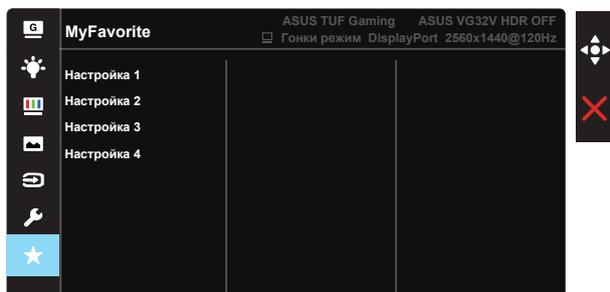 G
MyFavorite
ASUS TUF Gaming ASUS VG32V HDR OFF
Гонки режим DisplayPort 2560x1440@120Hz
Настройка 1
Настройка 2
Настройка 3
Настройка 4